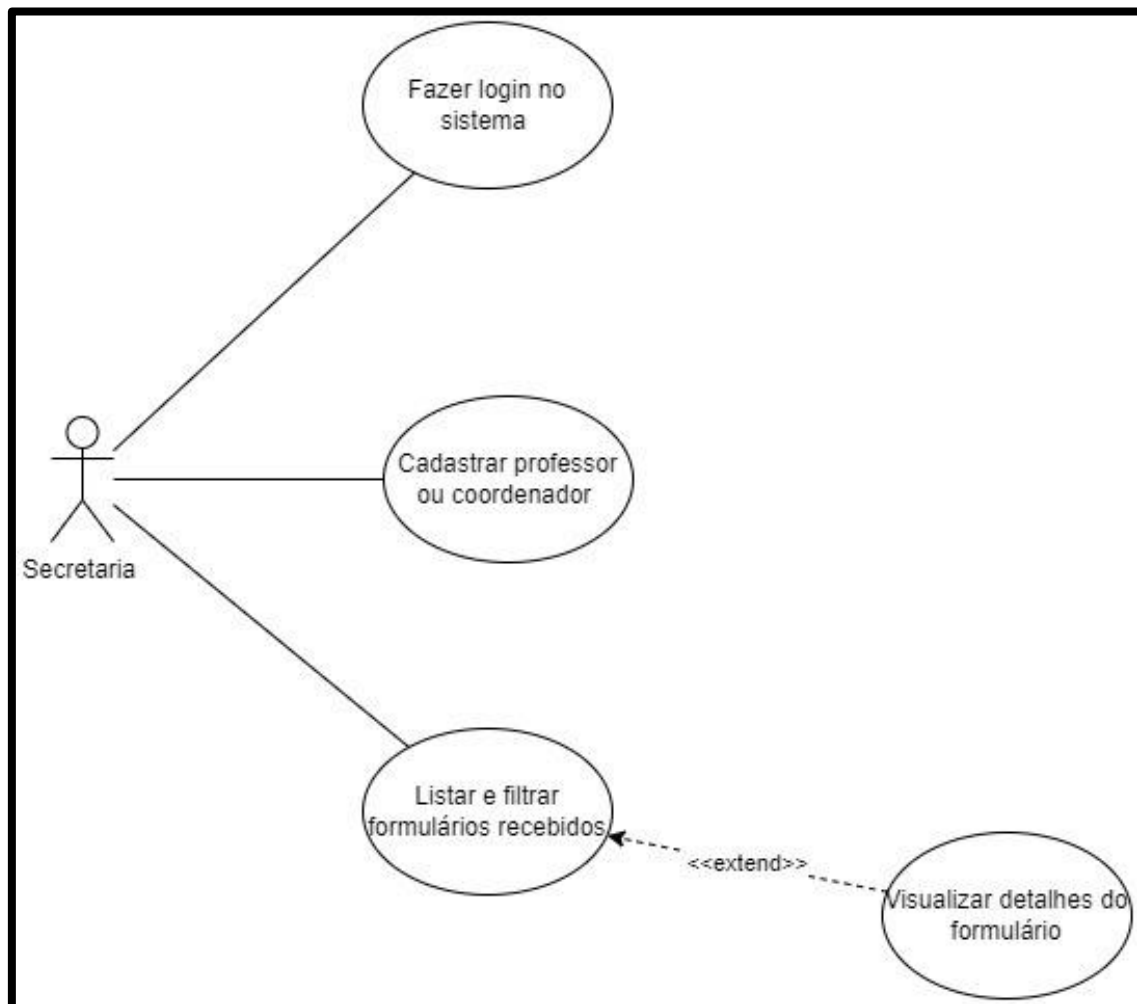 Fazer login no
sistema
Cadastrar professor
ou coordenador
Secretaria
Listar e filtrar
formulários recebidos
<<extend>>
Visualizar detalhes do
formulário